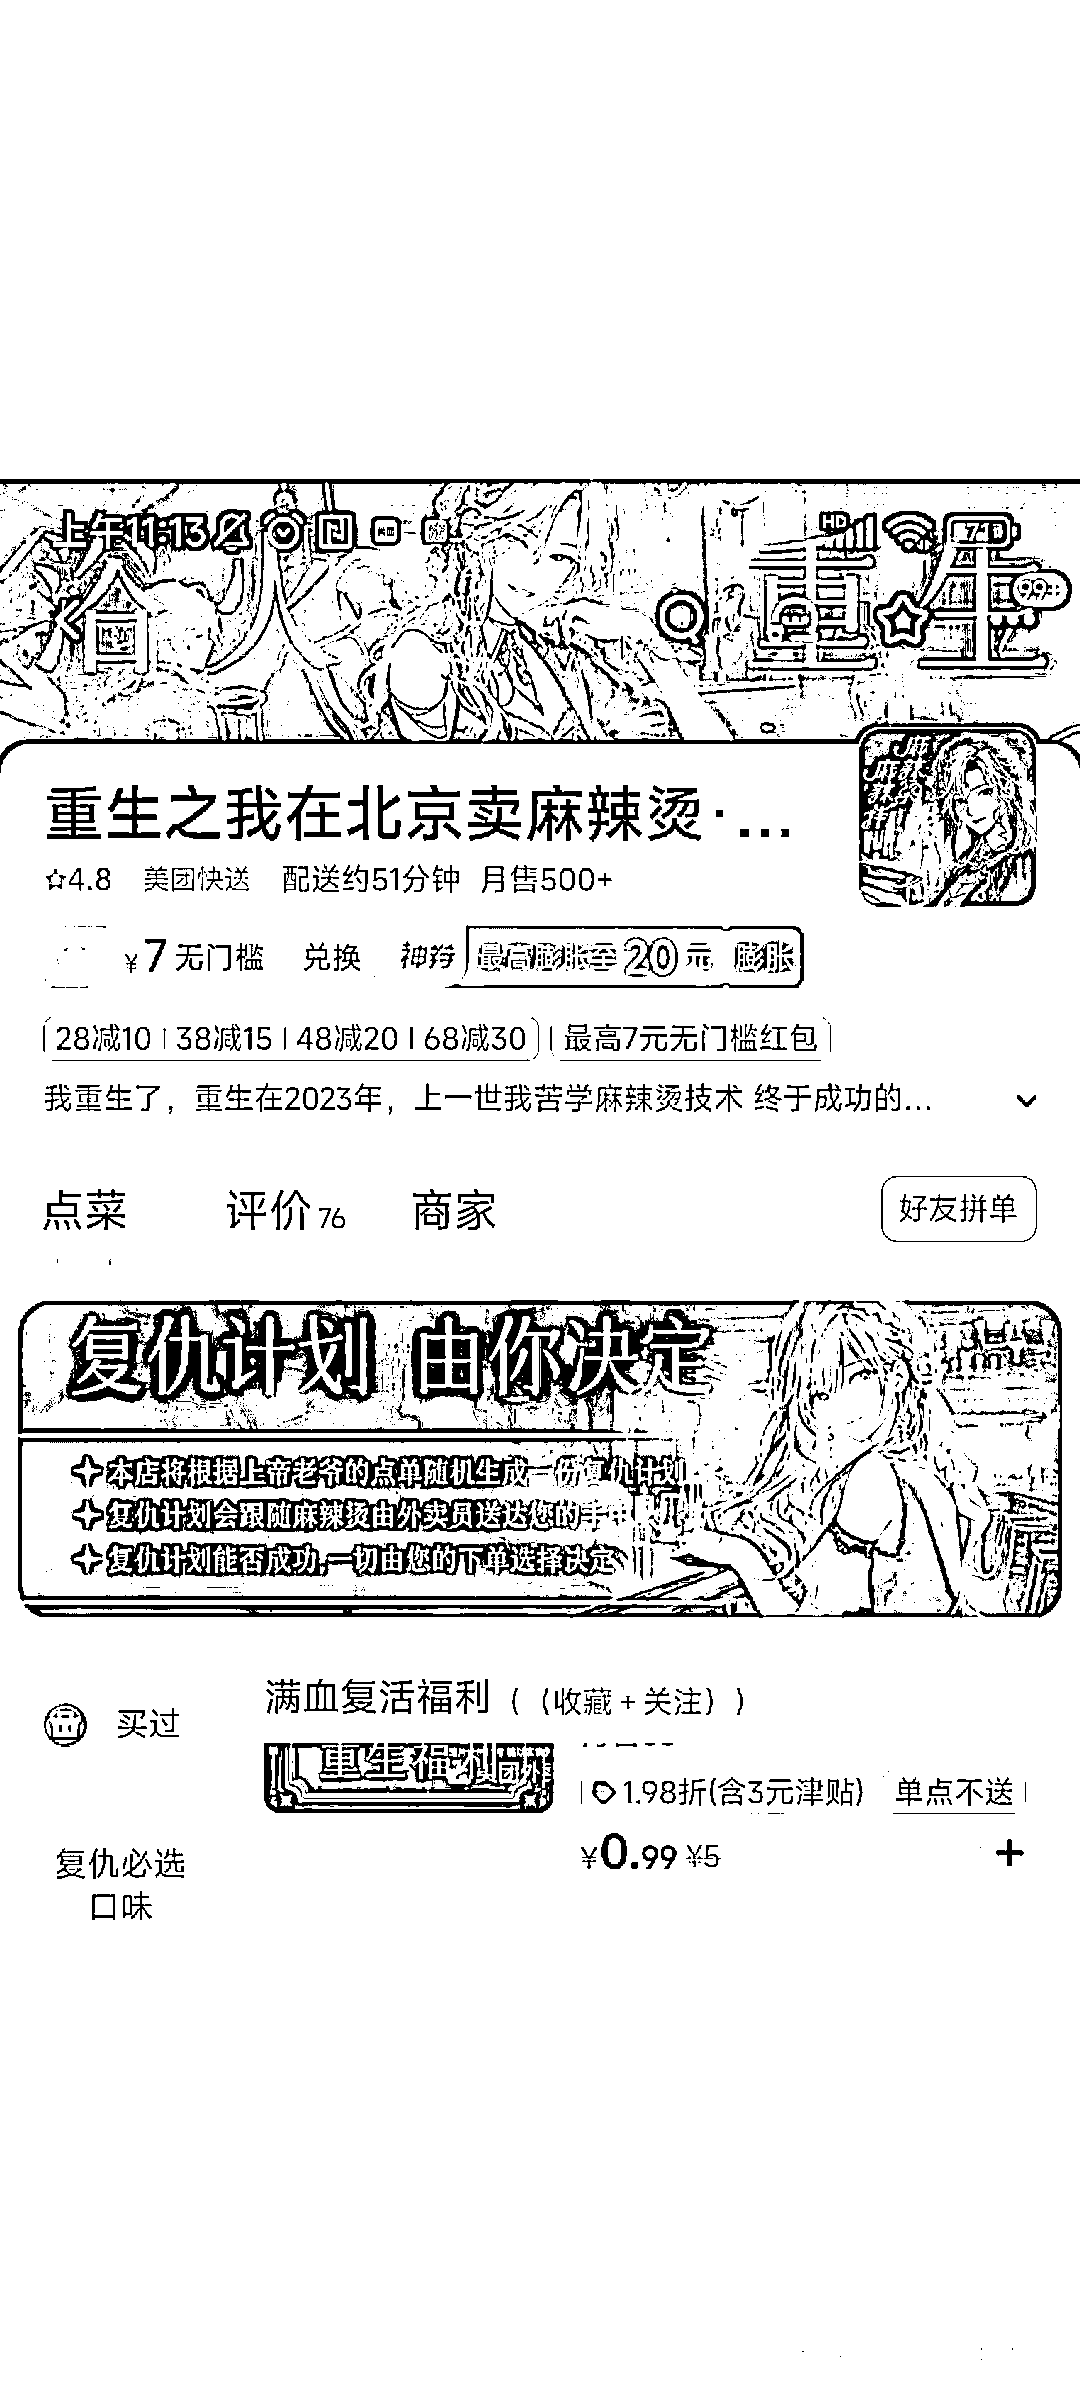 上午11:13
HD
浴火 重生
99+
重生之我在北京卖麻辣烫·...
4.8 美团快送 配送约51分钟 月售500+
¥7无门槛 兑换 神券 最高膨胀至20元 膨胀
28减10 38减15 48减20 68减30 最高7元无门槛红包
我重生了，重生在2023年，上一世我苦学麻辣烫技术 终于成功的...
点菜 评价76 商家 好友拼单
复仇计划 由你决定
本店将根据上帝老爷的点单随机生成一份复仇计划
复仇计划会跟随麻辣烫由外卖员送达您的手中
复仇计划能否成功,一切由您的下单选择决定
买过
满血复活福利（（收藏+关注））
重生福利
1.98折(含3元津贴) 单点不送
¥0.99 ¥5
复仇必选
口味